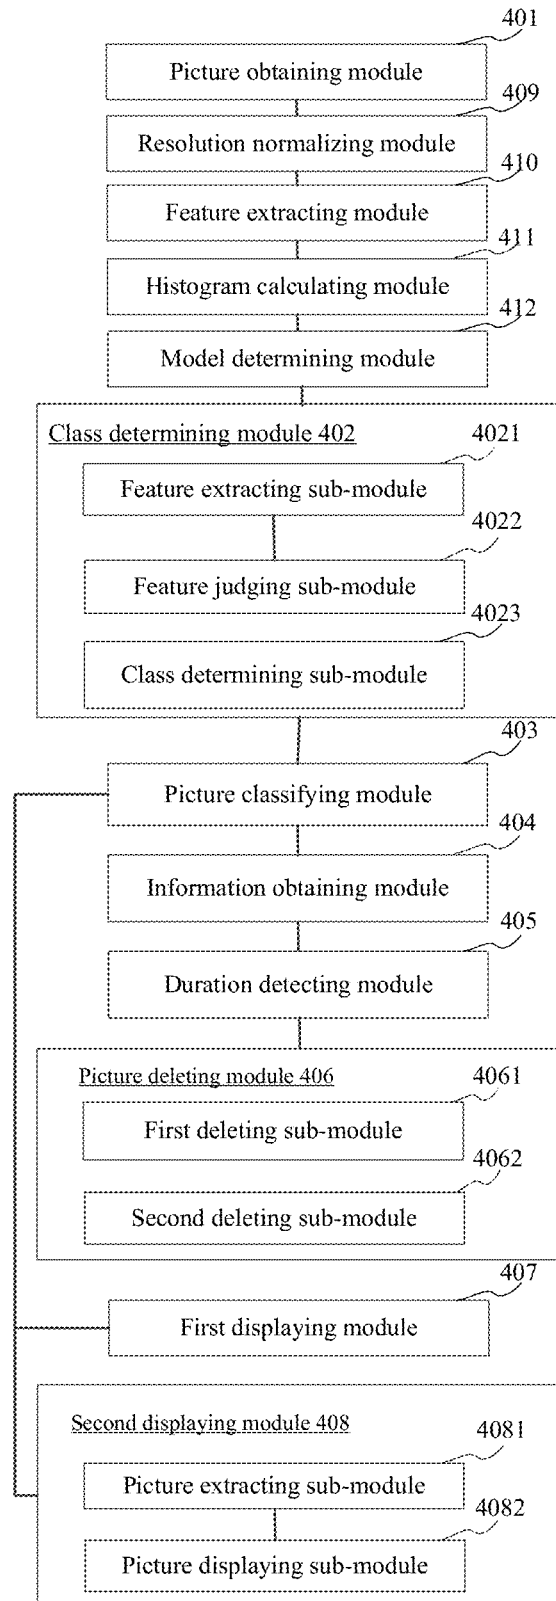 401
Picture obtaining module
409
Resolution normalizing module
410
Feature extracting module
411
Histogram calculating module
412
Model determining module
Class determining module 402
4021
Feature extracting sub-module
4022
Feature judging sub-module
4023
Class determining sub-module
403
Picture classifying module
404
Information obtaining module
405
Duration detecting module
Picture deleting module 406
4061
First deleting sub-module
4062
Second deleting sub-module
407
First displaying module
Second displaying module 408
4081
Picture extracting sub-module
4082
Picture displaying sub-module